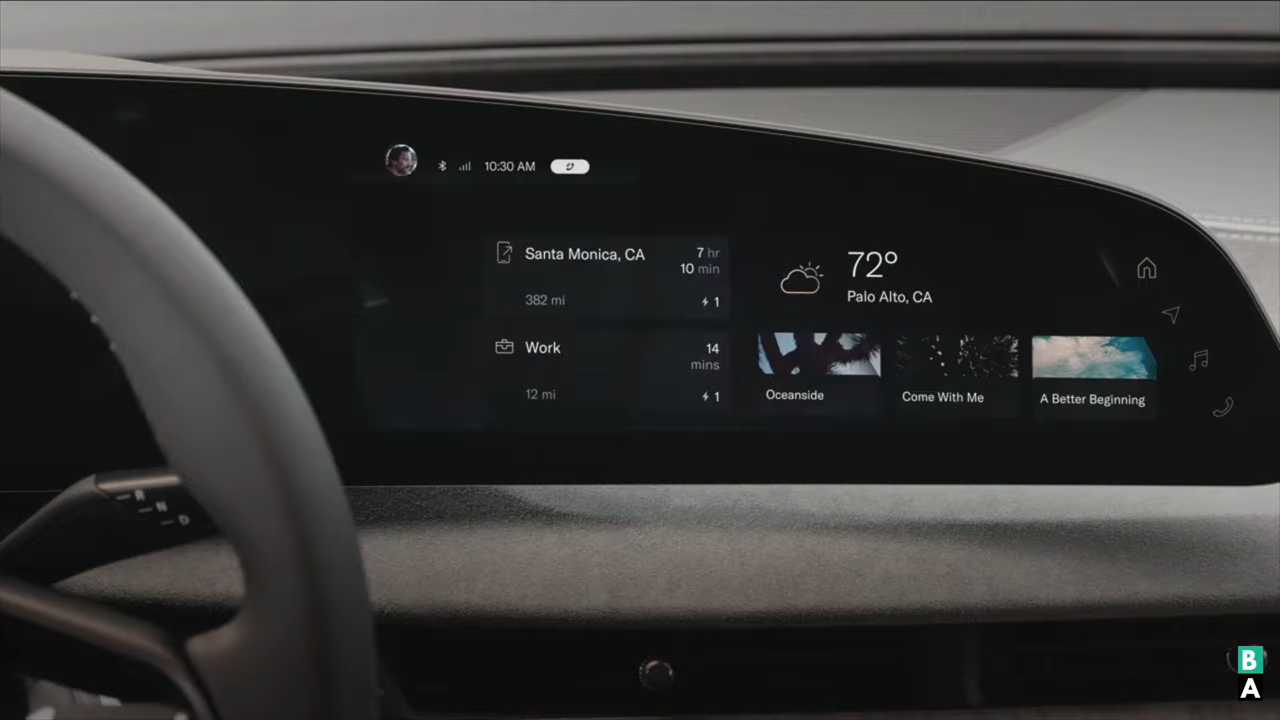 10:30 AM
Santa Monica, CA
7 hr
10 min
382 mi
1
Work
14
mins
12 mi
1
72°
Palo Alto, CA
Oceanside
Come With Me
A Better Beginning
R
N
D
B
A